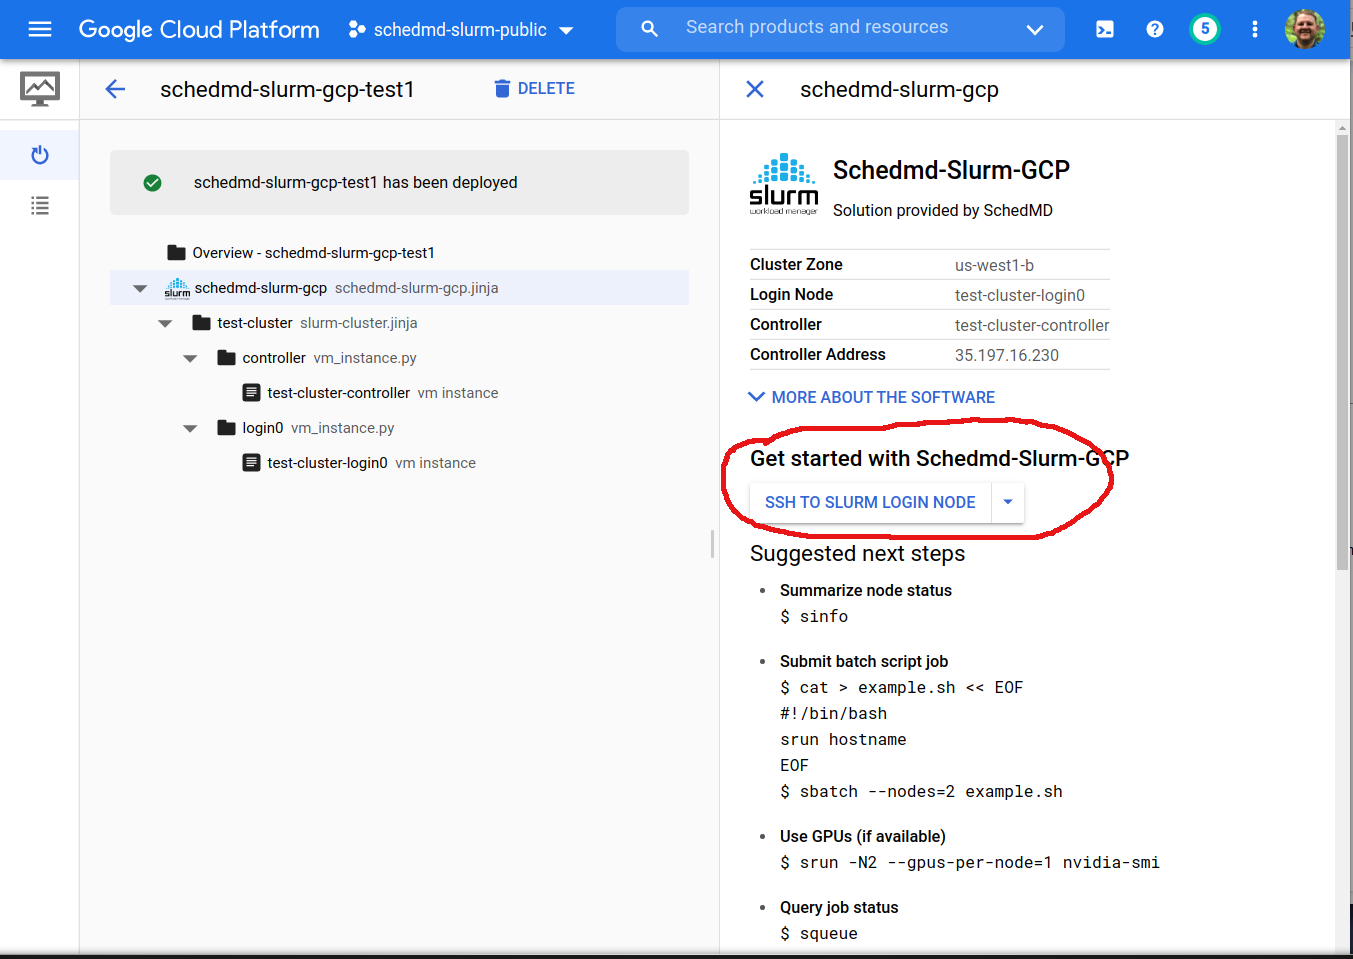 Google Cloud Platform
schedmd-slurm-public
Search products and resources
5
schedmd-slurm-gcp-test1
DELETE
schedmd-slurm-gcp-test1 has been deployed
Overview - schedmd-slurm-gcp-test1
slurm
schedmd-slurm-gcp schedmd-slurm-gcp.jinja
test-cluster slurm-cluster.jinja
controller vm_instance.py
test-cluster-controller vm instance
login0 vm_instance.py
test-cluster-login0 vm instance
schedmd-slurm-gcp
slurm
workload manager
Schedmd-Slurm-GCP
Solution provided by SchedMD
Cluster Zone us-west1-b
Login Node test-cluster-login0
Controller test-cluster-controller
Controller Address 35.197.16.230
MORE ABOUT THE SOFTWARE
Get started with Schedmd-Slurm-GCP
SSH TO SLURM LOGIN NODE
Suggested next steps
• Summarize node status
$ sinfo
• Submit batch script job
$ cat > example.sh << EOF
#!/bin/bash
srun hostname
EOF
$ sbatch --nodes=2 example.sh
• Use GPUs (if available)
$ srun -N2 --gpus-per-node=1 nvidia-smi
• Query job status
$ squeue